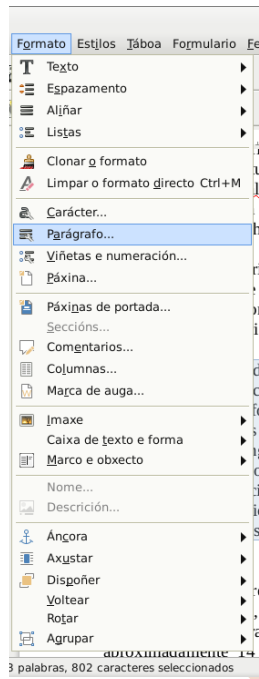 Formato Estilos Táboa Formulario
Texto
Espazamento
Aliñar
Listas
Clonar o formato
Limpar o formato directo Ctrl+M
Carácter...
Parágrafo...
Viñetas e numeración...
Páxina...
Páxinas de portada...
Seccións...
Comentarios...
Columnas...
Marca de auga...
Imaxe
Caixa de texto e forma
Marco e obxecto
Nome...
Descrición...
Áncora
Axustar
Dispoñer
Voltear
Rotar
Agrupar
aproximadamente 14
palabras, 802 caracteres seleccionados